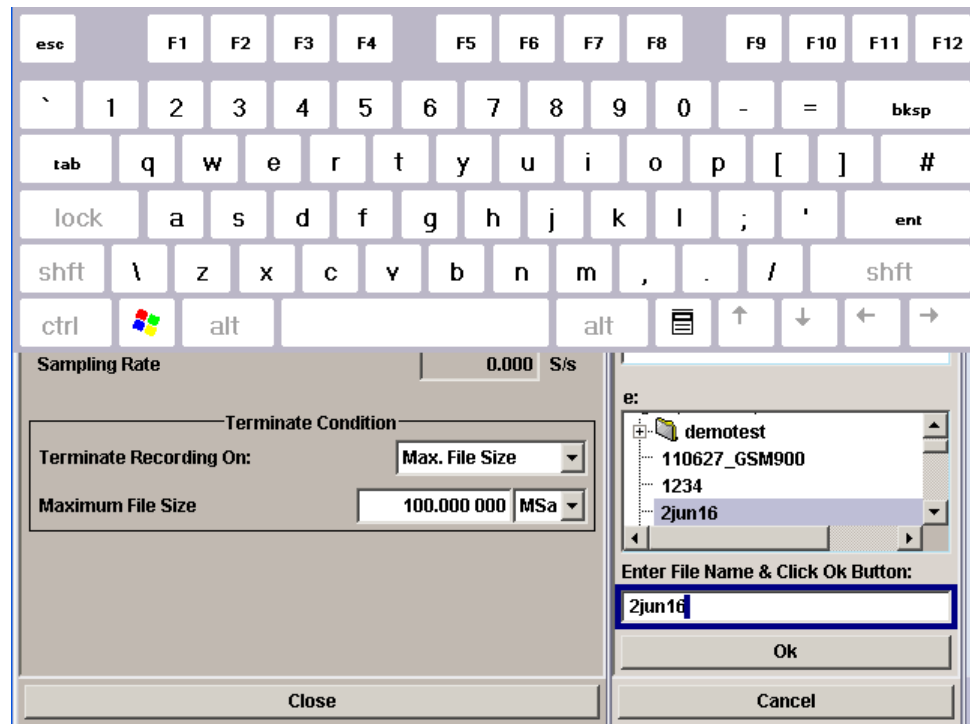 esc F1 F2 F3 F4 F5 F6 F7 F8 F9 F10 F11 F12
` 1 2 3 4 5 6 7 8 9 0 - = bksp
tab q w e r t y u i o p [ ] #
lock a s d f g h j k l ; ' ent
shft \ z x c v b n m , . / shft
ctrl alt alt ↑ ↓ ← →
Sampling Rate 0.000 S/s
Terminate Condition
Terminate Recording On: Max. File Size
Maximum File Size 100.000 000 MSa
Close
e:
demotest
110627_GSM900
1234
2jun16
Enter File Name & Click Ok Button:
2jun16
Ok
Cancel